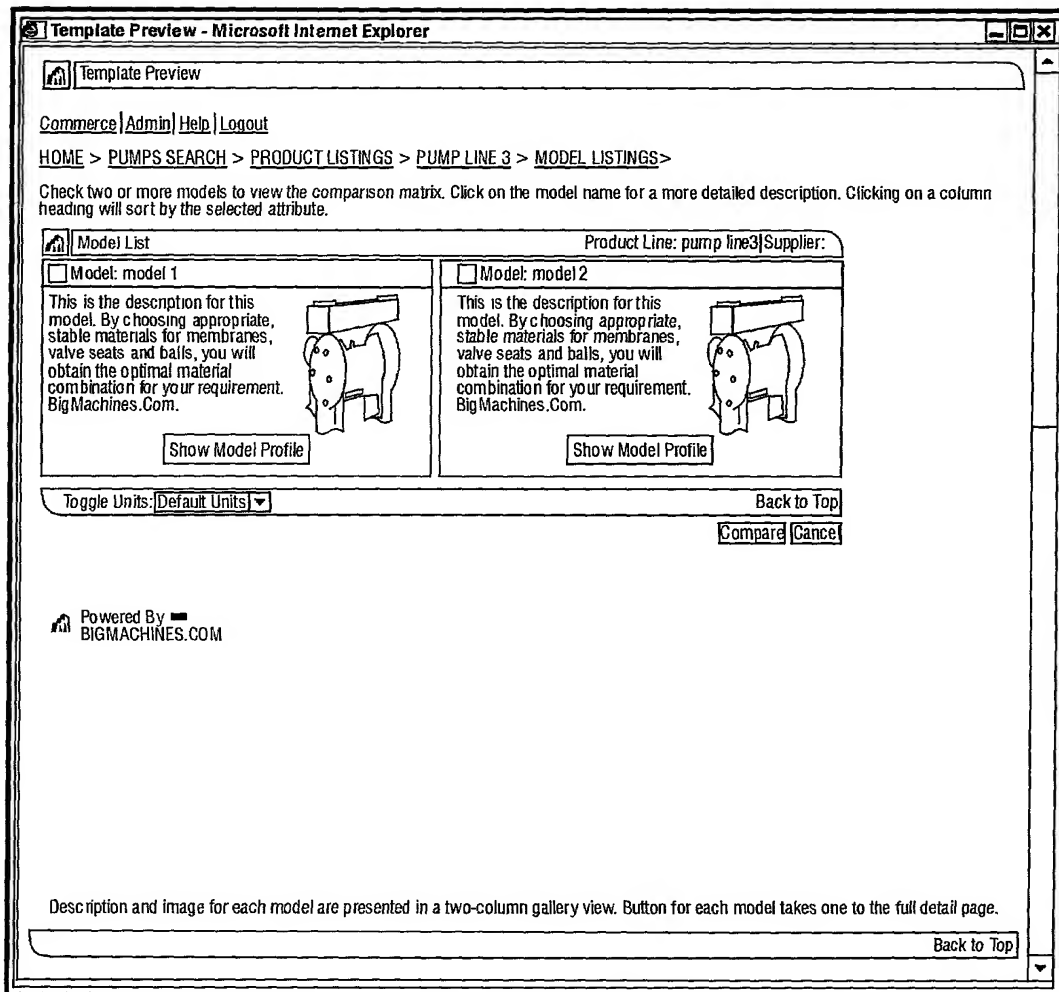 Template Preview - Microsoft Internet Explorer
Template Preview
Commerce | Admin | Help | Logout
HOME > PUMPS SEARCH > PRODUCT LISTINGS > PUMP LINE 3 > MODEL LISTINGS>
Check two or more models to view the comparison matrix. Click on the model name for a more detailed description. Clicking on a column
heading will sort by the selected attribute.
Model List Product Line: pump line3|Supplier:
Model: model 1
This is the description for this
model. By choosing appropriate,
stable materials for membranes,
valve seats and balls, you will
obtain the optimal material
combination for your requirement.
BigMachines.Com.
Show Model Profile
Model: model 2
This is the description for this
model. By choosing appropriate,
stable materials for membranes,
valve seats and balls, you will
obtain the optimal material
combination for your requirement.
BigMachines.Com.
Show Model Profile
Toggle Units: Default Units Back to Top
Compare Cancel
Powered By
BIGMACHINES.COM
Description and image for each model are presented in a two-column gallery view. Button for each model takes one to the full detail page.
Back to Top